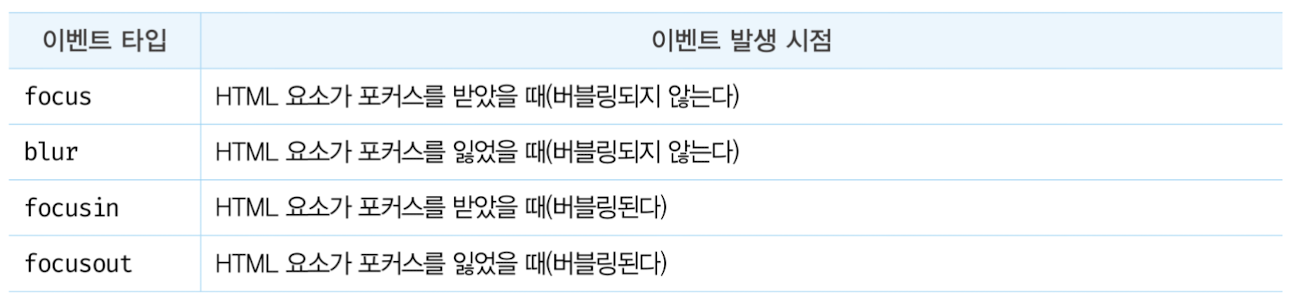 이벤트 타입 이벤트 발생 시점
focus HTML 요소가 포커스를 받았을 때(버블링되지 않는다)
blur HTML 요소가 포커스를 잃었을 때(버블링되지 않는다)
focusin HTML 요소가 포커스를 받았을 때(버블링된다)
focusout HTML 요소가 포커스를 잃었을 때(버블링된다)